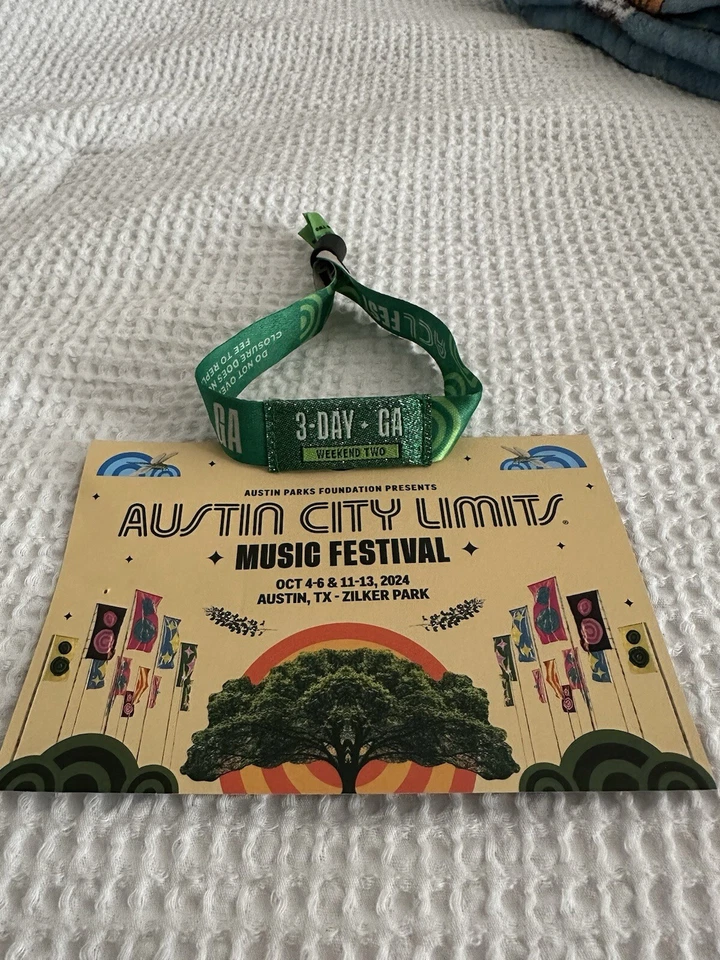 ACL FES
DO NOT OVER
CLOSURE DOES N
FEE TO REPL
GA
3-DAY + GA
WEEKEND TWO
AUSTIN PARKS FOUNDATION PRESENTS
AUSTIN CITY LIMITS®
MUSIC FESTIVAL
OCT 4-6 & 11-13, 2024
AUSTIN, TX - ZILKER PARK